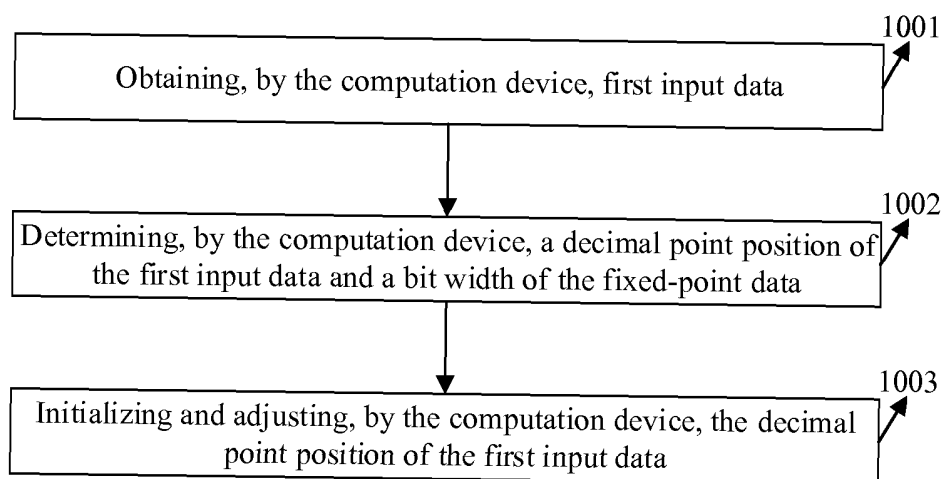 1001
Obtaining, by the computation device, first input data
1002
Determining, by the computation device, a decimal point position of
the first input data and a bit width of the fixed-point data
1003
Initializing and adjusting, by the computation device, the decimal
point position of the first input data